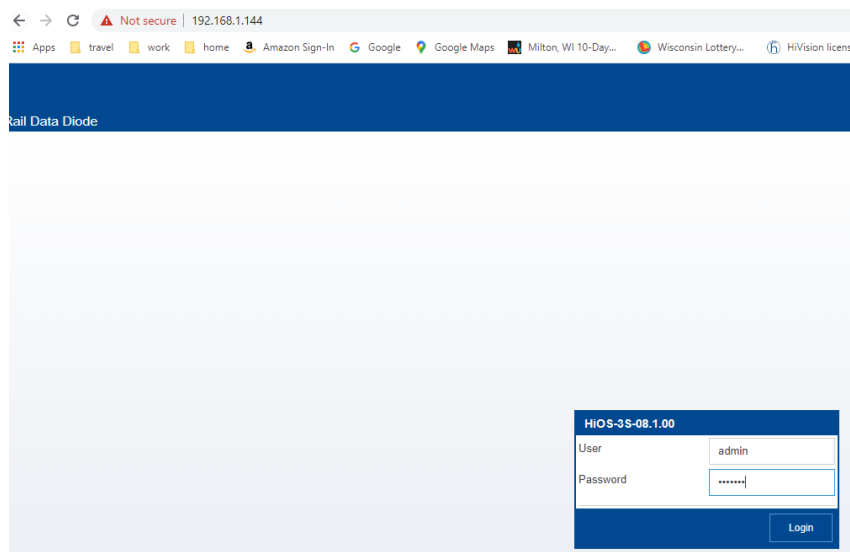 Not secure | 192.168.1.144
Apps travel work home Amazon Sign-In Google Google Maps Milton, WI 10-Day... Wisconsin Lottery... HiVision licens
Rail Data Diode
HiOS-3S-08.1.00
User admin
Password •••••••
Login